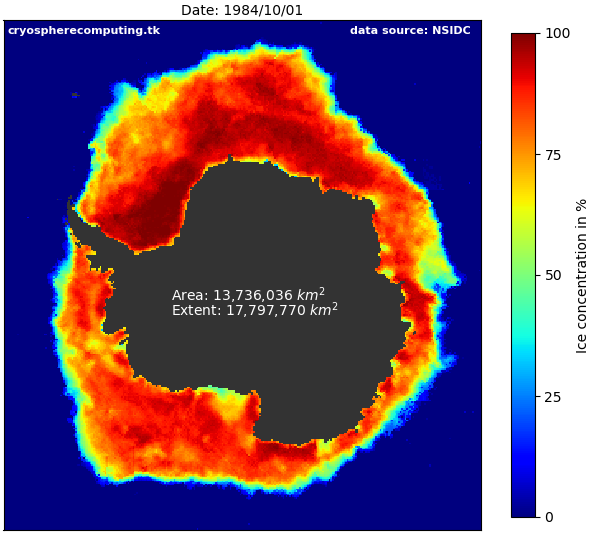 Date: 1984/10/01
cryospherecomputing.tk
data source: NSIDC
Area: 13,736,036 km²
Extent: 17,797,770 km²
100
75
50
25
0
Ice concentration in %